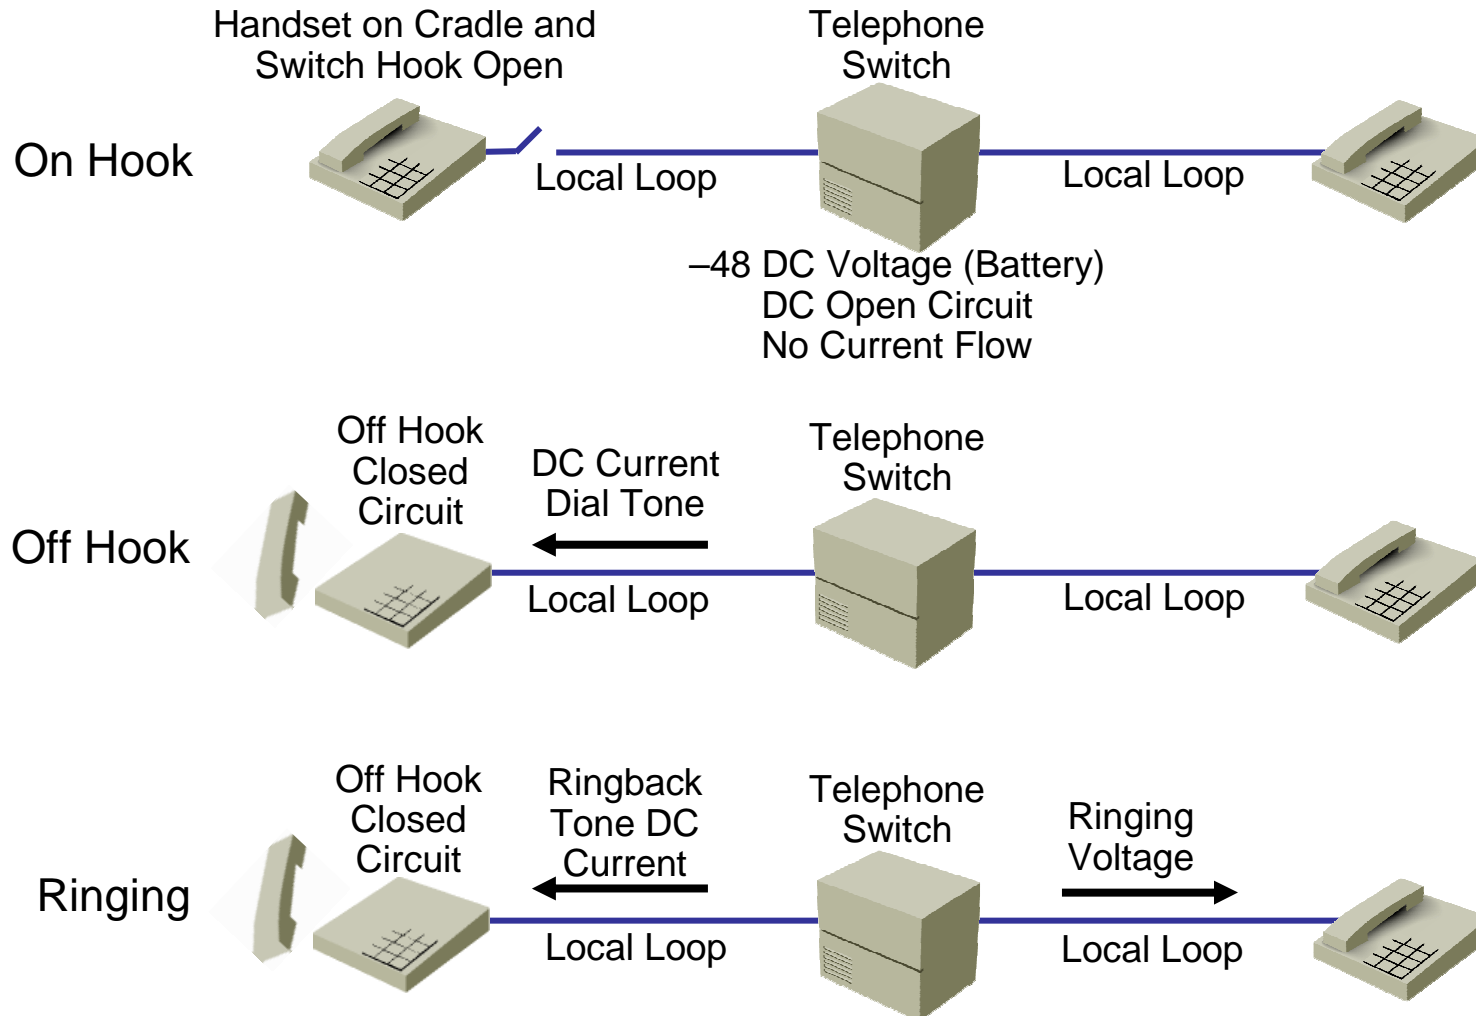 Handset on Cradle and
Switch Hook Open
Telephone
Switch
On Hook
Local Loop
Local Loop
–48 DC Voltage (Battery)
DC Open Circuit
No Current Flow
Off Hook
Closed
Circuit
DC Current
Dial Tone
Telephone
Switch
Off Hook
Local Loop
Local Loop
Off Hook
Closed
Circuit
Ringback
Tone DC
Current
Telephone
Switch
Ringing
Voltage
Ringing
Local Loop
Local Loop